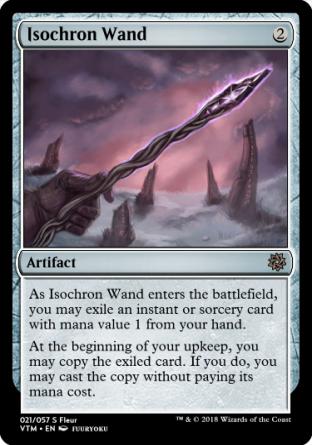 Isochron Wand 2
Artifact
As Isochron Wand enters the battlefield,
you may exile an instant or sorcery card
with mana value 1 from your hand.
At the beginning of your upkeep, you
may copy the exiled card. If you do, you
may cast the copy without paying its
mana cost.
021/057 S Fleur
VTM • EN FUURYOKU
™ & © 2018 Wizards of the Coast